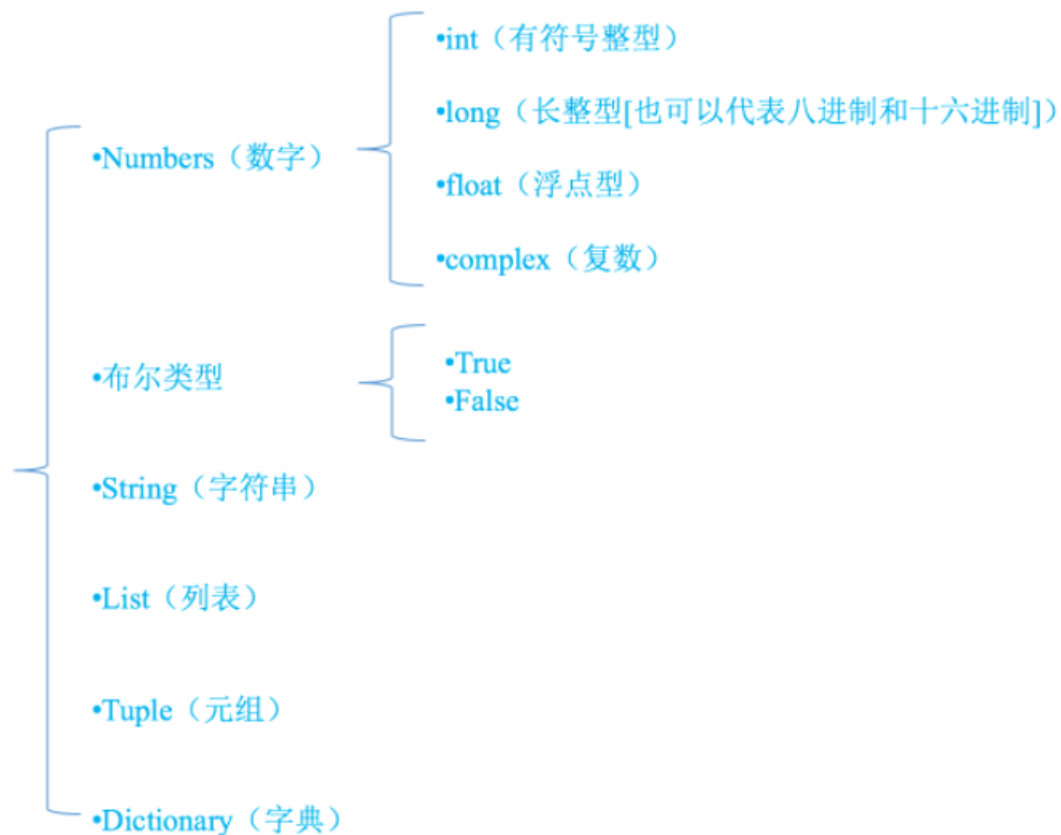 •Numbers（数字）
•int（有符号整型）
•long（长整型[也可以代表八进制和十六进制]）
•float（浮点型）
•complex（复数）
•布尔类型
•True
•False
•String（字符串）
•List（列表）
•Tuple（元组）
•Dictionary（字典）